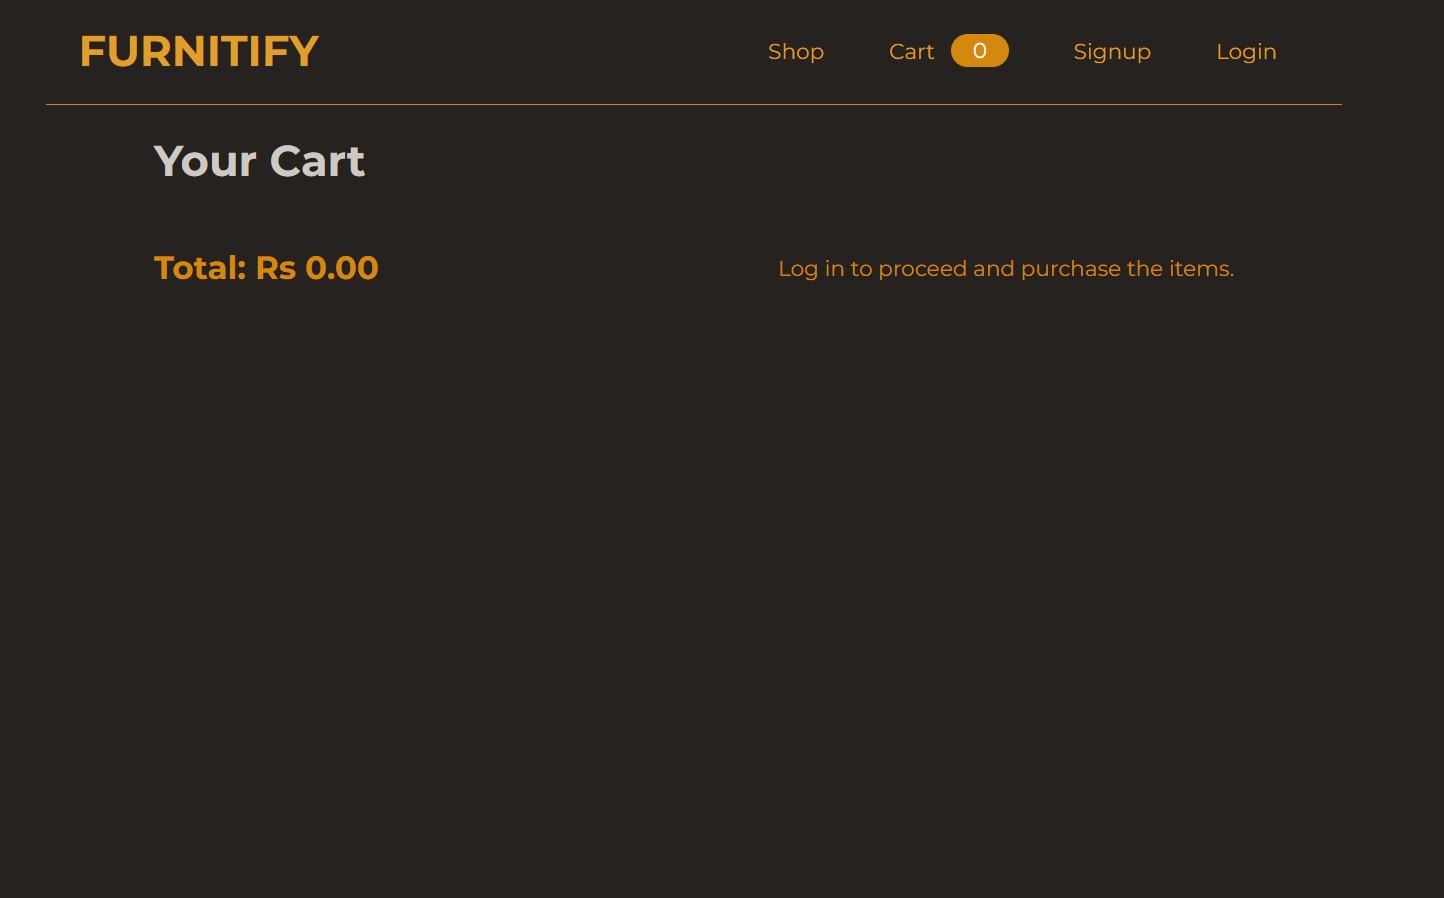 FURNITIFY
Shop Cart 0 Signup Login
Your Cart
Total: Rs 0.00
Log in to proceed and purchase the items.